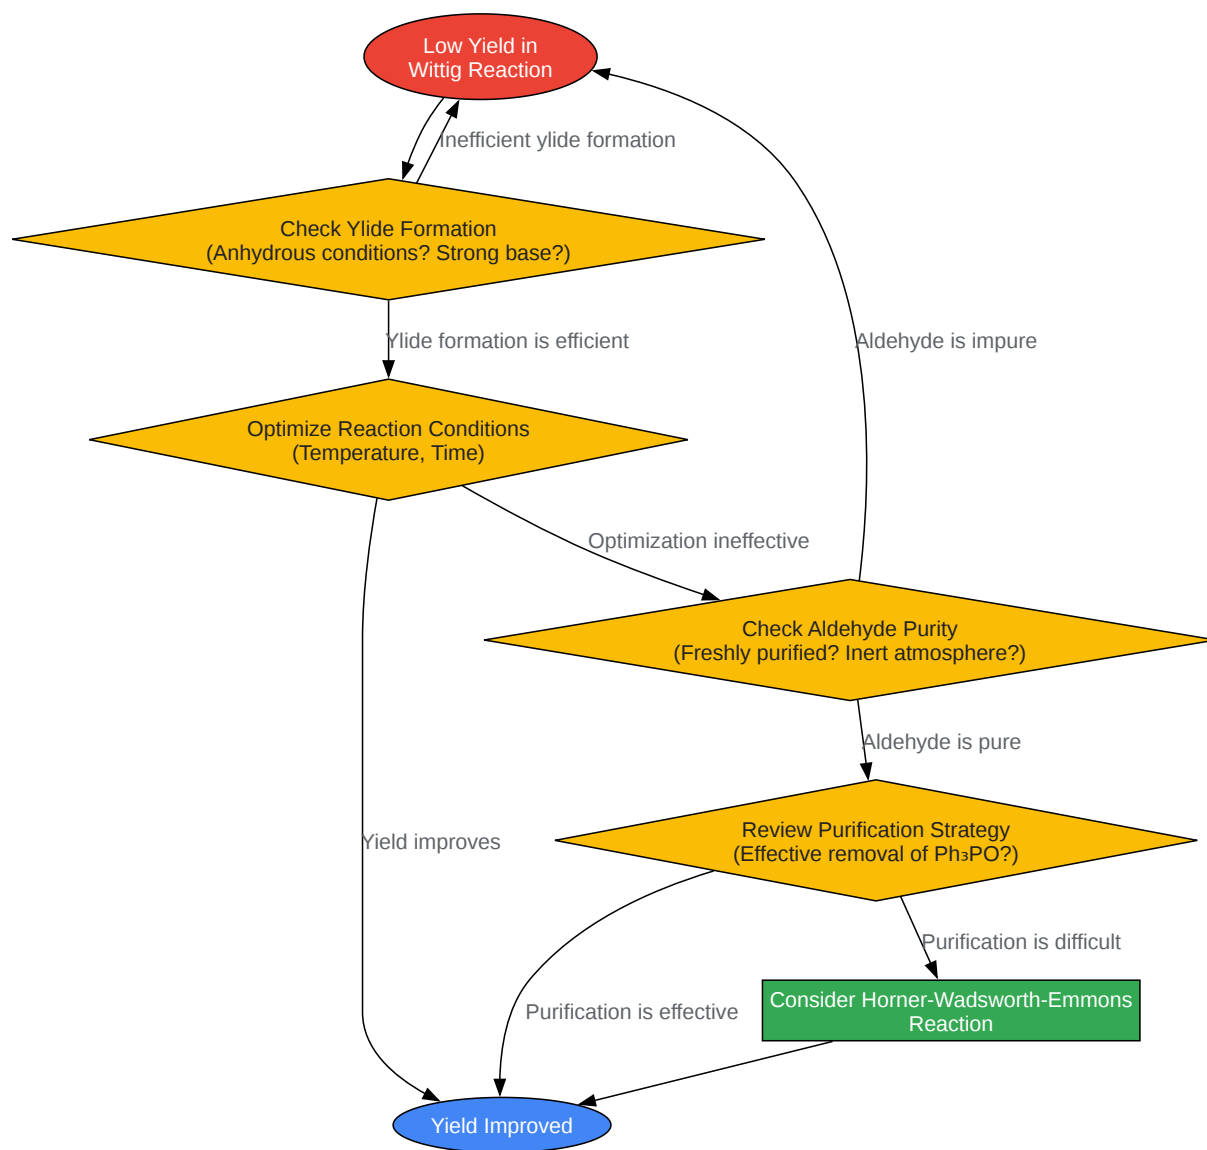 Low Yield in
Wittig Reaction
Inefficient ylide formation
Check Ylide Formation
(Anhydrous conditions? Strong base?)
Ylide formation is efficient
Aldehyde is impure
Optimize Reaction Conditions
(Temperature, Time)
Optimization ineffective
Check Aldehyde Purity
(Freshly purified? Inert atmosphere?)
Aldehyde is pure
Review Purification Strategy
(Effective removal of Ph₃PO?)
Yield improves
Purification is difficult
Purification is effective
Consider Horner-Wadsworth-Emmons
Reaction
Yield Improved